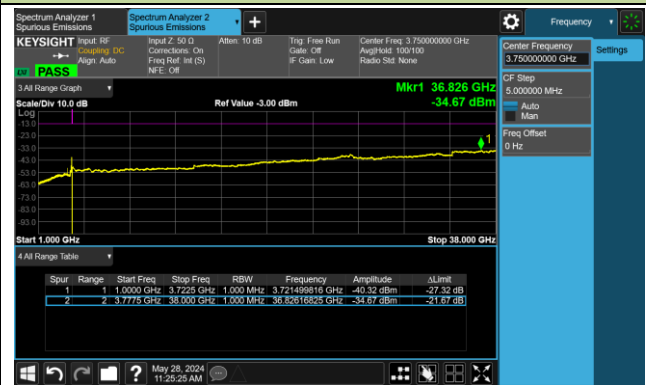 Spectrum Analyzer 1
Spurious Emissions
Spectrum Analyzer 2
Spurious Emissions
Frequency
KEYSIGHT
Input: RF
Coupling: DC
Align: Auto
Input Z: 50 Ω
Corrections: On
Freq Ref: Int (S)
NFE: Off
Atten: 10 dB
Trig: Free Run
Gate: Off
IF Gain: Low
Center Freq: 3.750000000 GHz
Avg|Hold: 100/100
Radio Std: None
PASS
Center Frequency
3.750000000 GHz
Settings
CF Step
5.000000 MHz
Auto
Man
Freq Offset
0 Hz
3 All Range Graph
Mkr1 36.826 GHz
Scale/Div 10.0 dB
Ref Value -3.00 dBm
-34.67 dBm
Log
-13.0
-23.0
-33.0
-43.0
-53.0
-63.0
-73.0
-83.0
-93.0
1
Start 1.000 GHz
Stop 38.000 GHz
4 All Range Table
Spur Range Start Freq Stop Freq RBW Frequency Amplitude ΔLimit
1 1 1.0000 GHz 3.7225 GHz 1.000 MHz 3.721499816 GHz -40.32 dBm -27.32 dB
2 2 3.7775 GHz 38.000 GHz 1.000 MHz 36.82616825 GHz -34.67 dBm -21.67 dB
May 28, 2024
11:25:25 AM